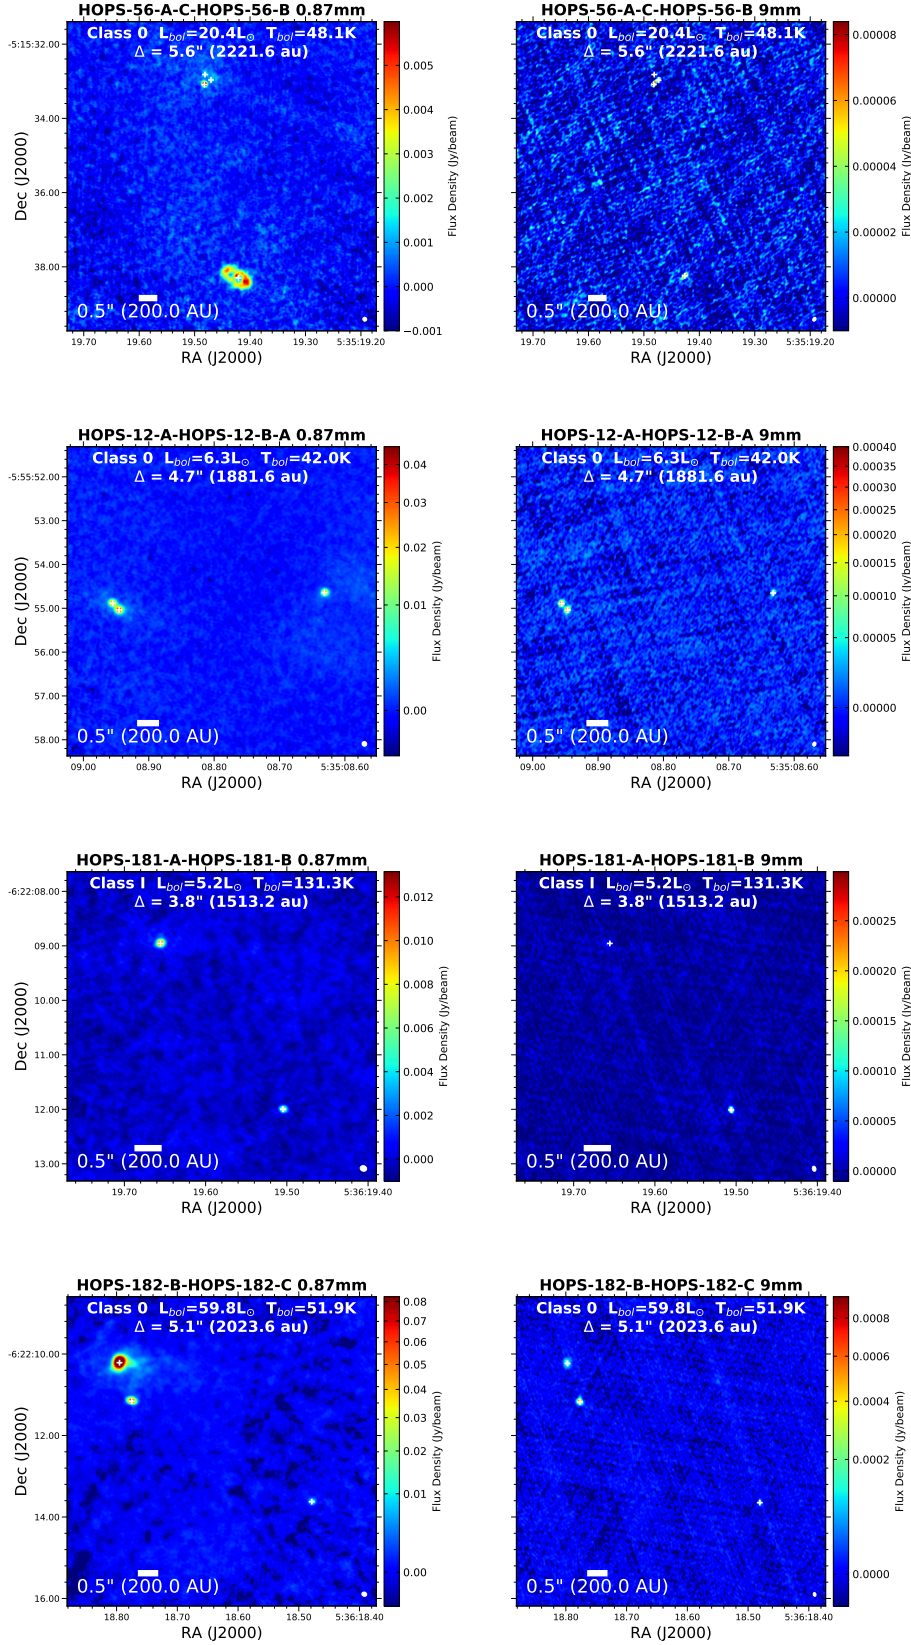 HOPS-56-A-C-HOPS-56-B 0.87mm
Class 0 Lbol=20.4L⊙ Tbol=48.1K
Δ = 5.6" (2221.6 au)
-5:15:32.00
34.00
36.00
38.00
Dec (J2000)
0.5" (200.0 AU)
19.70 19.60 19.50 19.40 19.30 5:35:19.20
RA (J2000)
0.005
0.004
0.003
0.002
0.001
0.000
−0.001
Flux Density (Jy/beam)
HOPS-56-A-C-HOPS-56-B 9mm
Class 0 Lbol=20.4L⊙ Tbol=48.1K
Δ = 5.6" (2221.6 au)
0.5" (200.0 AU)
19.70 19.60 19.50 19.40 19.30 5:35:19.20
RA (J2000)
0.00008
0.00006
0.00004
0.00002
0.00000
Flux Density (Jy/beam)
HOPS-12-A-HOPS-12-B-A 0.87mm
Class 0 Lbol=6.3L⊙ Tbol=42.0K
Δ = 4.7" (1881.6 au)
-5:55:52.00
53.00
54.00
55.00
56.00
57.00
58.00
Dec (J2000)
0.5" (200.0 AU)
09.00 08.90 08.80 08.70 5:35:08.60
RA (J2000)
0.04
0.03
0.02
0.01
0.00
Flux Density (Jy/beam)
HOPS-12-A-HOPS-12-B-A 9mm
Class 0 Lbol=6.3L⊙ Tbol=42.0K
Δ = 4.7" (1881.6 au)
0.5" (200.0 AU)
09.00 08.90 08.80 08.70 5:35:08.60
RA (J2000)
0.00040
0.00035
0.00030
0.00025
0.00020
0.00015
0.00010
0.00005
0.00000
Flux Density (Jy/beam)
HOPS-181-A-HOPS-181-B 0.87mm
Class I Lbol=5.2L⊙ Tbol=131.3K
Δ = 3.8" (1513.2 au)
-6:22:08.00
09.00
10.00
11.00
12.00
13.00
Dec (J2000)
0.5" (200.0 AU)
19.70 19.60 19.50 5:36:19.40
RA (J2000)
0.012
0.010
0.008
0.006
0.004
0.002
0.000
Flux Density (Jy/beam)
HOPS-181-A-HOPS-181-B 9mm
Class I Lbol=5.2L⊙ Tbol=131.3K
Δ = 3.8" (1513.2 au)
0.5" (200.0 AU)
19.70 19.60 19.50 5:36:19.40
RA (J2000)
0.00025
0.00020
0.00015
0.00010
0.00005
0.00000
Flux Density (Jy/beam)
HOPS-182-B-HOPS-182-C 0.87mm
Class 0 Lbol=59.8L⊙ Tbol=51.9K
Δ = 5.1" (2023.6 au)
-6:22:10.00
12.00
14.00
16.00
Dec (J2000)
0.5" (200.0 AU)
18.80 18.70 18.60 18.50 5:36:18.40
RA (J2000)
0.08
0.07
0.06
0.05
0.04
0.03
0.02
0.01
0.00
Flux Density (Jy/beam)
HOPS-182-B-HOPS-182-C 9mm
Class 0 Lbol=59.8L⊙ Tbol=51.9K
Δ = 5.1" (2023.6 au)
0.5" (200.0 AU)
18.80 18.70 18.60 18.50 5:36:18.40
RA (J2000)
0.0008
0.0006
0.0004
0.0002
0.0000
Flux Density (Jy/beam)